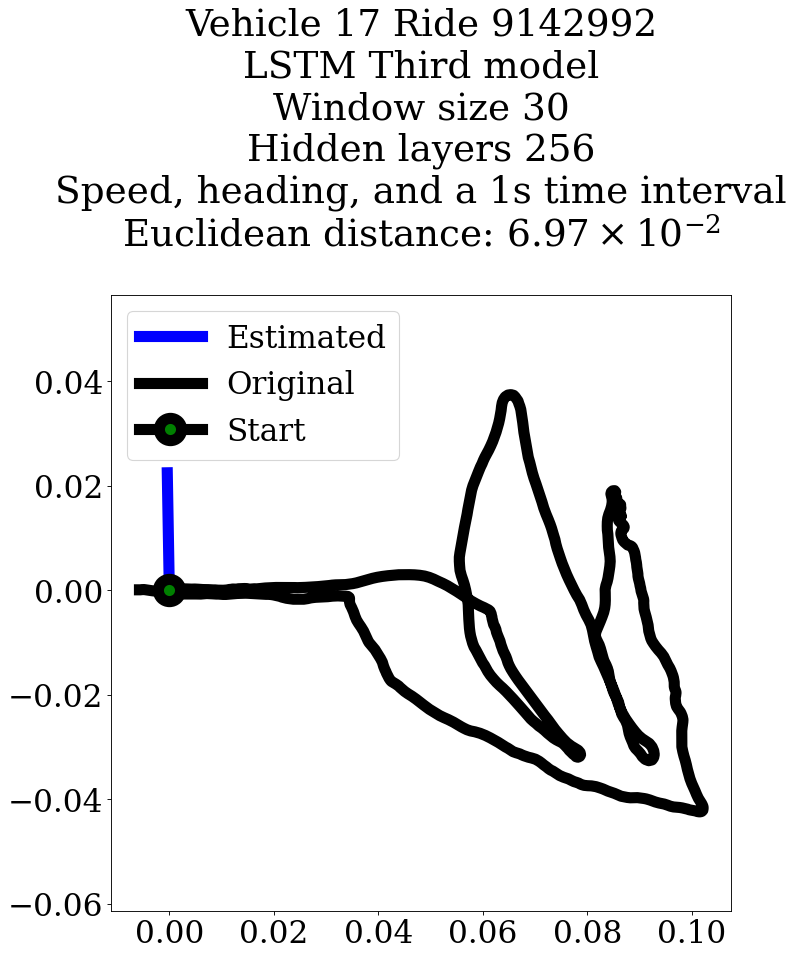 Vehicle 17 Ride 9142992
LSTM Third model
Window size 30
Hidden layers 256
Speed, heading, and a 1s time interval
Euclidean distance: 6.97 × 10⁻²
Estimated
Original
Start
0.04
0.02
0.00
−0.02
−0.04
−0.06
0.00 0.02 0.04 0.06 0.08 0.10